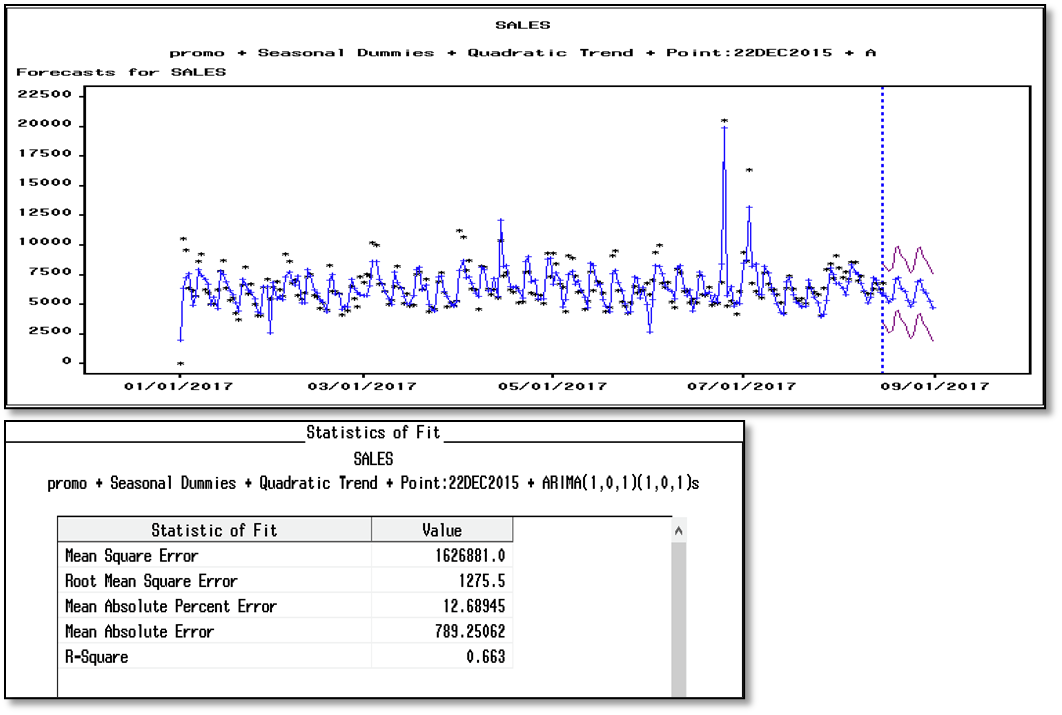 SALES
promo + Seasonal Dummies + Quadratic Trend + Point:22DEC2015 + A
Forecasts for SALES
22500
20000
17500
15000
12500
10000
7500
5000
2500
0
01/01/2017 03/01/2017 05/01/2017 07/01/2017 09/01/2017
Statistics of Fit
SALES
promo + Seasonal Dummies + Quadratic Trend + Point:22DEC2015 + ARIMA(1,0,1)(1,0,1)s
Statistic of Fit Value
Mean Square Error 1626881.0
Root Mean Square Error 1275.5
Mean Absolute Percent Error 12.68945
Mean Absolute Error 789.25062
R-Square 0.663